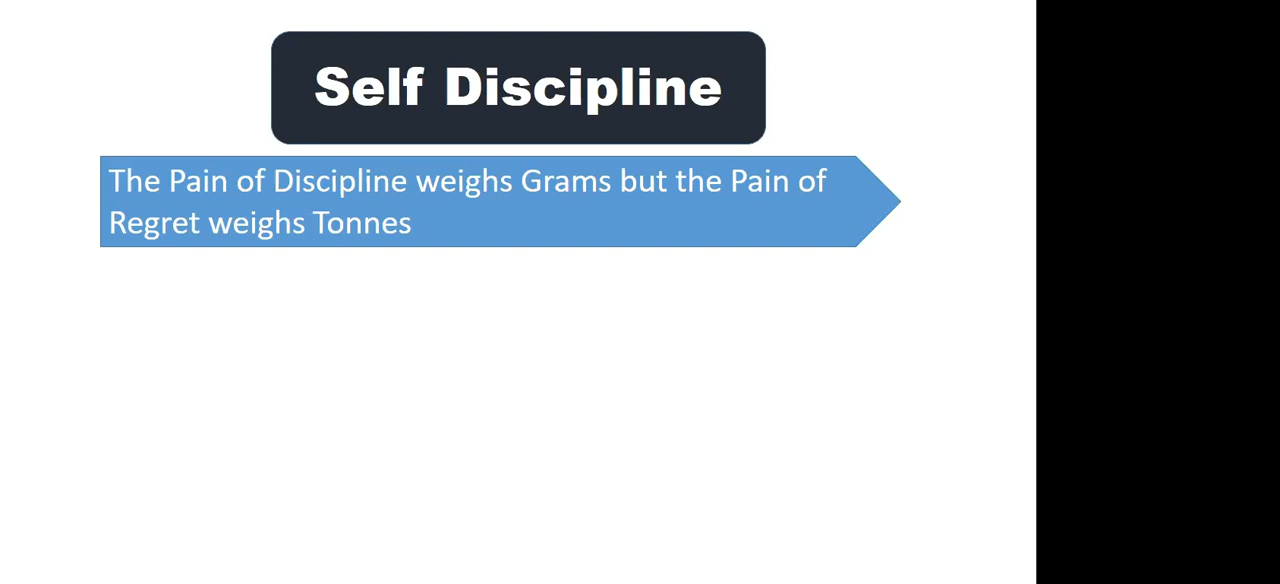 Self Discipline
The Pain of Discipline weighs Grams but the Pain of
Regret weighs Tonnes